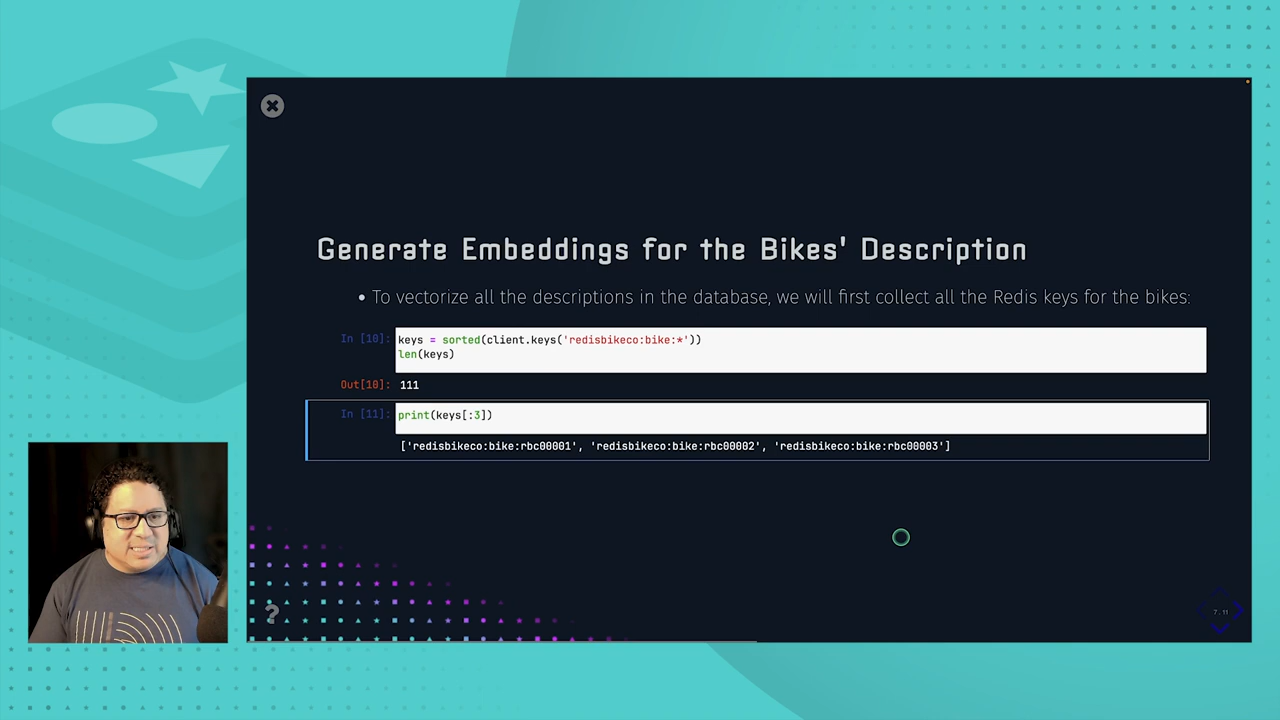 Generate Embeddings for the Bikes' Description
• To vectorize all the descriptions in the database, we will first collect all the Redis keys for the bikes:
In [10]: keys = sorted(client.keys('redisbikeco:bike:*'))
len(keys)
Out[10]: 111
In [11]: print(keys[:3])
['redisbikeco:bike:rbc00001', 'redisbikeco:bike:rbc00002', 'redisbikeco:bike:rbc00003']
?
7.11